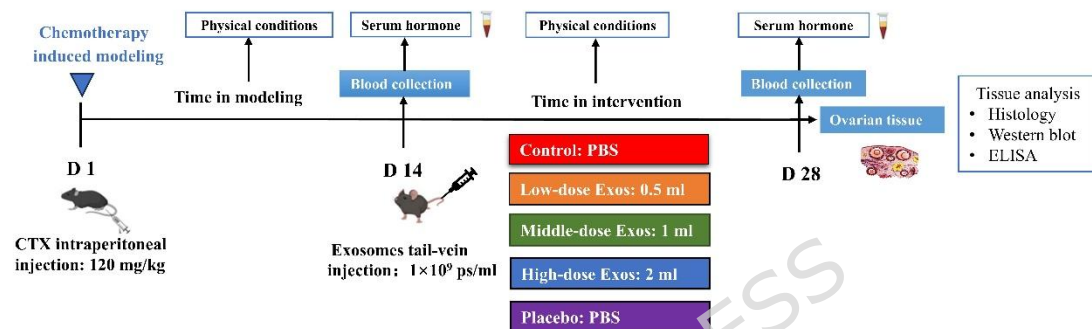 Chemotherapy
induced modeling
Physical conditions
Serum hormone
Physical conditions
Serum hormone
Blood collection
Blood collection
Time in modeling
Time in intervention
Ovarian tissue
Tissue analysis
• Histology
• Western blot
• ELISA
D 1
D 14
D 28
CTX intraperitoneal
injection: 120 mg/kg
Exosomes tail-vein
injection：1×10⁹ ps/ml
Control: PBS
Low-dose Exos: 0.5 ml
Middle-dose Exos: 1 ml
High-dose Exos: 2 ml
Placebo: PBS
ESS